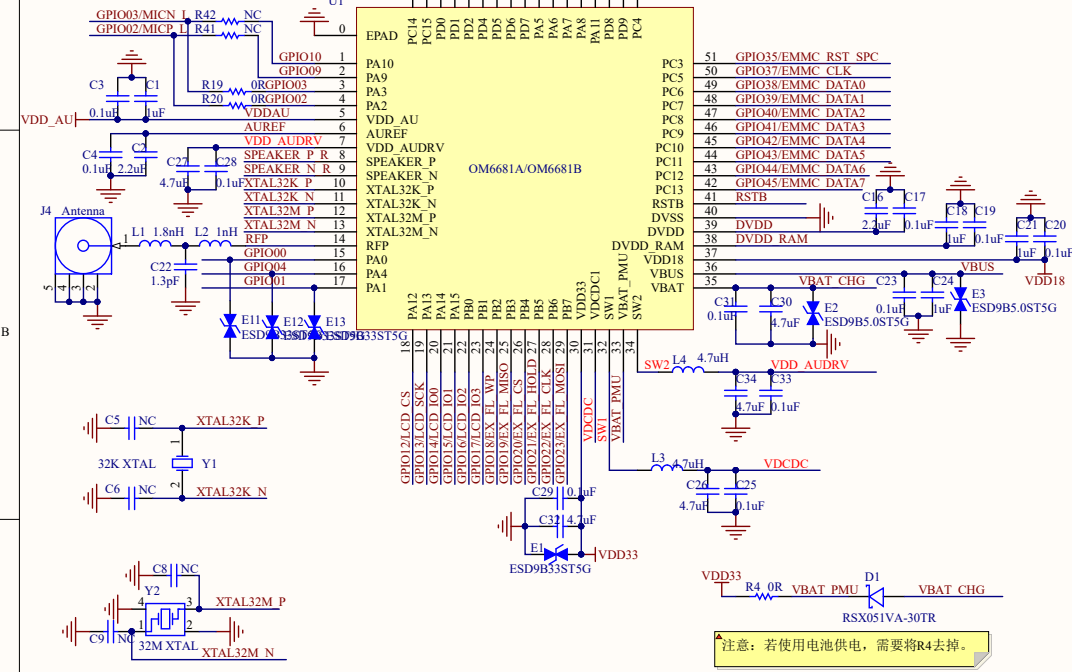 U1
GPIO03/MICN_L R42 NC
GPIO02/MICP_L R41 NC
0 EPAD
GPIO10 1 PA10
GPIO09 2 PA9
R19 0R GPIO03 3 PA3
R20 0R GPIO02 4 PA2
VDDAU 5 VDD_AU
AUREF 6 AUREF
VDD_AUDRV 7 VDD_AUDRV
SPEAKER_P_R 8 SPEAKER_P
SPEAKER_N_R 9 SPEAKER_N
XTAL32K_P 10 XTAL32K_P
XTAL32K_N 11 XTAL32K_N
XTAL32M_P 12 XTAL32M_P
XTAL32M_N 13 XTAL32M_N
RFP 14 RFP
GPIO00 15 PA0
GPIO04 16 PA4
GPIO01 17 PA1
PC14 PC15 PD0 PD1 PD2 PD4 PD5 PD6 PD7 PA5 PA6 PA7 PA8 PA11 PD8 PD9 PC4
OM6681A/OM6681B
PC3 51 GPIO35/EMMC_RST_SPC
PC5 50 GPIO37/EMMC_CLK
PC6 49 GPIO38/EMMC_DATA0
PC7 48 GPIO39/EMMC_DATA1
PC8 47 GPIO40/EMMC_DATA2
PC9 46 GPIO41/EMMC_DATA3
PC10 45 GPIO42/EMMC_DATA4
PC11 44 GPIO43/EMMC_DATA5
PC12 43 GPIO44/EMMC_DATA6
PC13 42 GPIO45/EMMC_DATA7
RSTB 41 RSTB
DVSS 40
DVDD 39 DVDD
DVDD_RAM 38 DVDD_RAM
VDD18 37
VBUS 36 VBUS
VBAT 35 VBAT_CHG
PA12 PA13 PA14 PA15 PB0 PB1 PB2 PB3 PB4 PB5 PB6 PB7 VDD33 VDCDC1 SW1 VBAT_PMU SW2
18 19 20 21 22 23 24 25 26 27 28 29 30 31 32 33 34
GPIO12/LCD_CS
GPIO13/LCD_SCK
GPIO14/LCD_IO0
GPIO15/LCD_IO1
GPIO16/LCD_IO2
GPIO17/LCD_IO3
GPIO18/EX_FL_WP
GPIO19/EX_FL_MISO
GPIO20/EX_FL_CS
GPIO21/EX_FL_HOLD
GPIO22/EX_FL_CLK
GPIO23/EX_FL_MOSI
VDCDC
SW1
VBAT_PMU
C3 C1
0.1uF 1uF
VDD_AU
C4 C2
0.1uF 2.2uF
C27 C28
4.7uF 0.1uF
J4 Antenna
1
L1 1.8nH L2 1nH
C22
1.3pF
5 4 3 2
E11 E12 E13
ESD9B33ST5G
C16 C17
2.2uF 0.1uF
C18 C19
1uF 0.1uF
C21 C20
1uF 0.1uF
VDD18
C23 C24
0.1uF 1uF
E3
ESD9B5.0ST5G
C31 C30
0.1uF 4.7uF
E2
ESD9B5.0ST5G
SW2 L4 4.7uH VDD_AUDRV
C34 C33
4.7uF 0.1uF
L3 4.7uH VDCDC
C26 C25
4.7uF 0.1uF
C29 0.1uF
C32 4.7uF
E1 VDD33
ESD9B33ST5G
C5 NC XTAL32K_P
1
32K XTAL Y1
2
C6 NC XTAL32K_N
C8 NC
Y2
4 3 XTAL32M_P
1 2
C9 NC 32M XTAL
XTAL32M_N
VDD33 R4 0R VBAT_PMU D1 VBAT_CHG
RSX051VA-30TR
注意：若使用电池供电，需要将R4去掉。
B